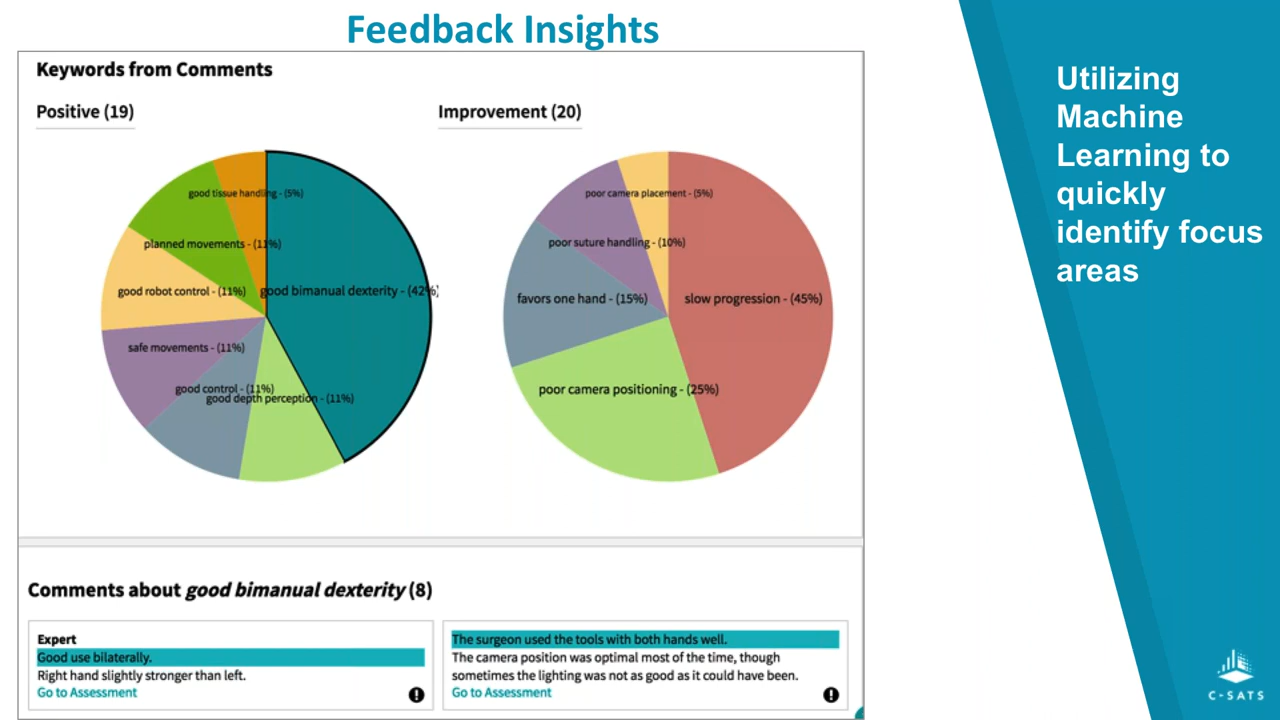 Feedback Insights
Keywords from Comments
Positive (19)
Improvement (20)
good tissue handling - (5%)
planned movements - (11%)
good robot control - (11%)
good bimanual dexterity - (42%)
safe movements - (11%)
good control - (11%)
good depth perception - (11%)
poor camera placement - (5%)
poor suture handling - (10%)
favors one hand - (15%)
slow progression - (45%)
poor camera positioning - (25%)
Comments about good bimanual dexterity (8)
Expert
Good use bilaterally.
Right hand slightly stronger than left.
Go to Assessment
The surgeon used the tools with both hands well.
The camera position was optimal most of the time, though
sometimes the lighting was not as good as it could have been.
Go to Assessment
Utilizing
Machine
Learning to
quickly
identify focus
areas
C-SATS